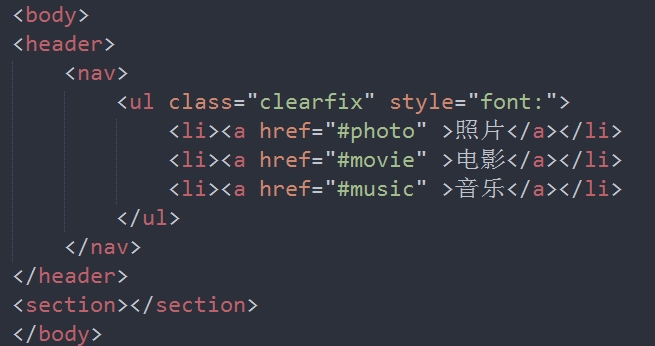 <body>
<header>
<nav>
<ul class="clearfix" style="font:">
<li><a href="#photo" >照片</a></li>
<li><a href="#movie" >电影</a></li>
<li><a href="#music" >音乐</a></li>
</ul>
</nav>
</header>
<section></section>
</body>